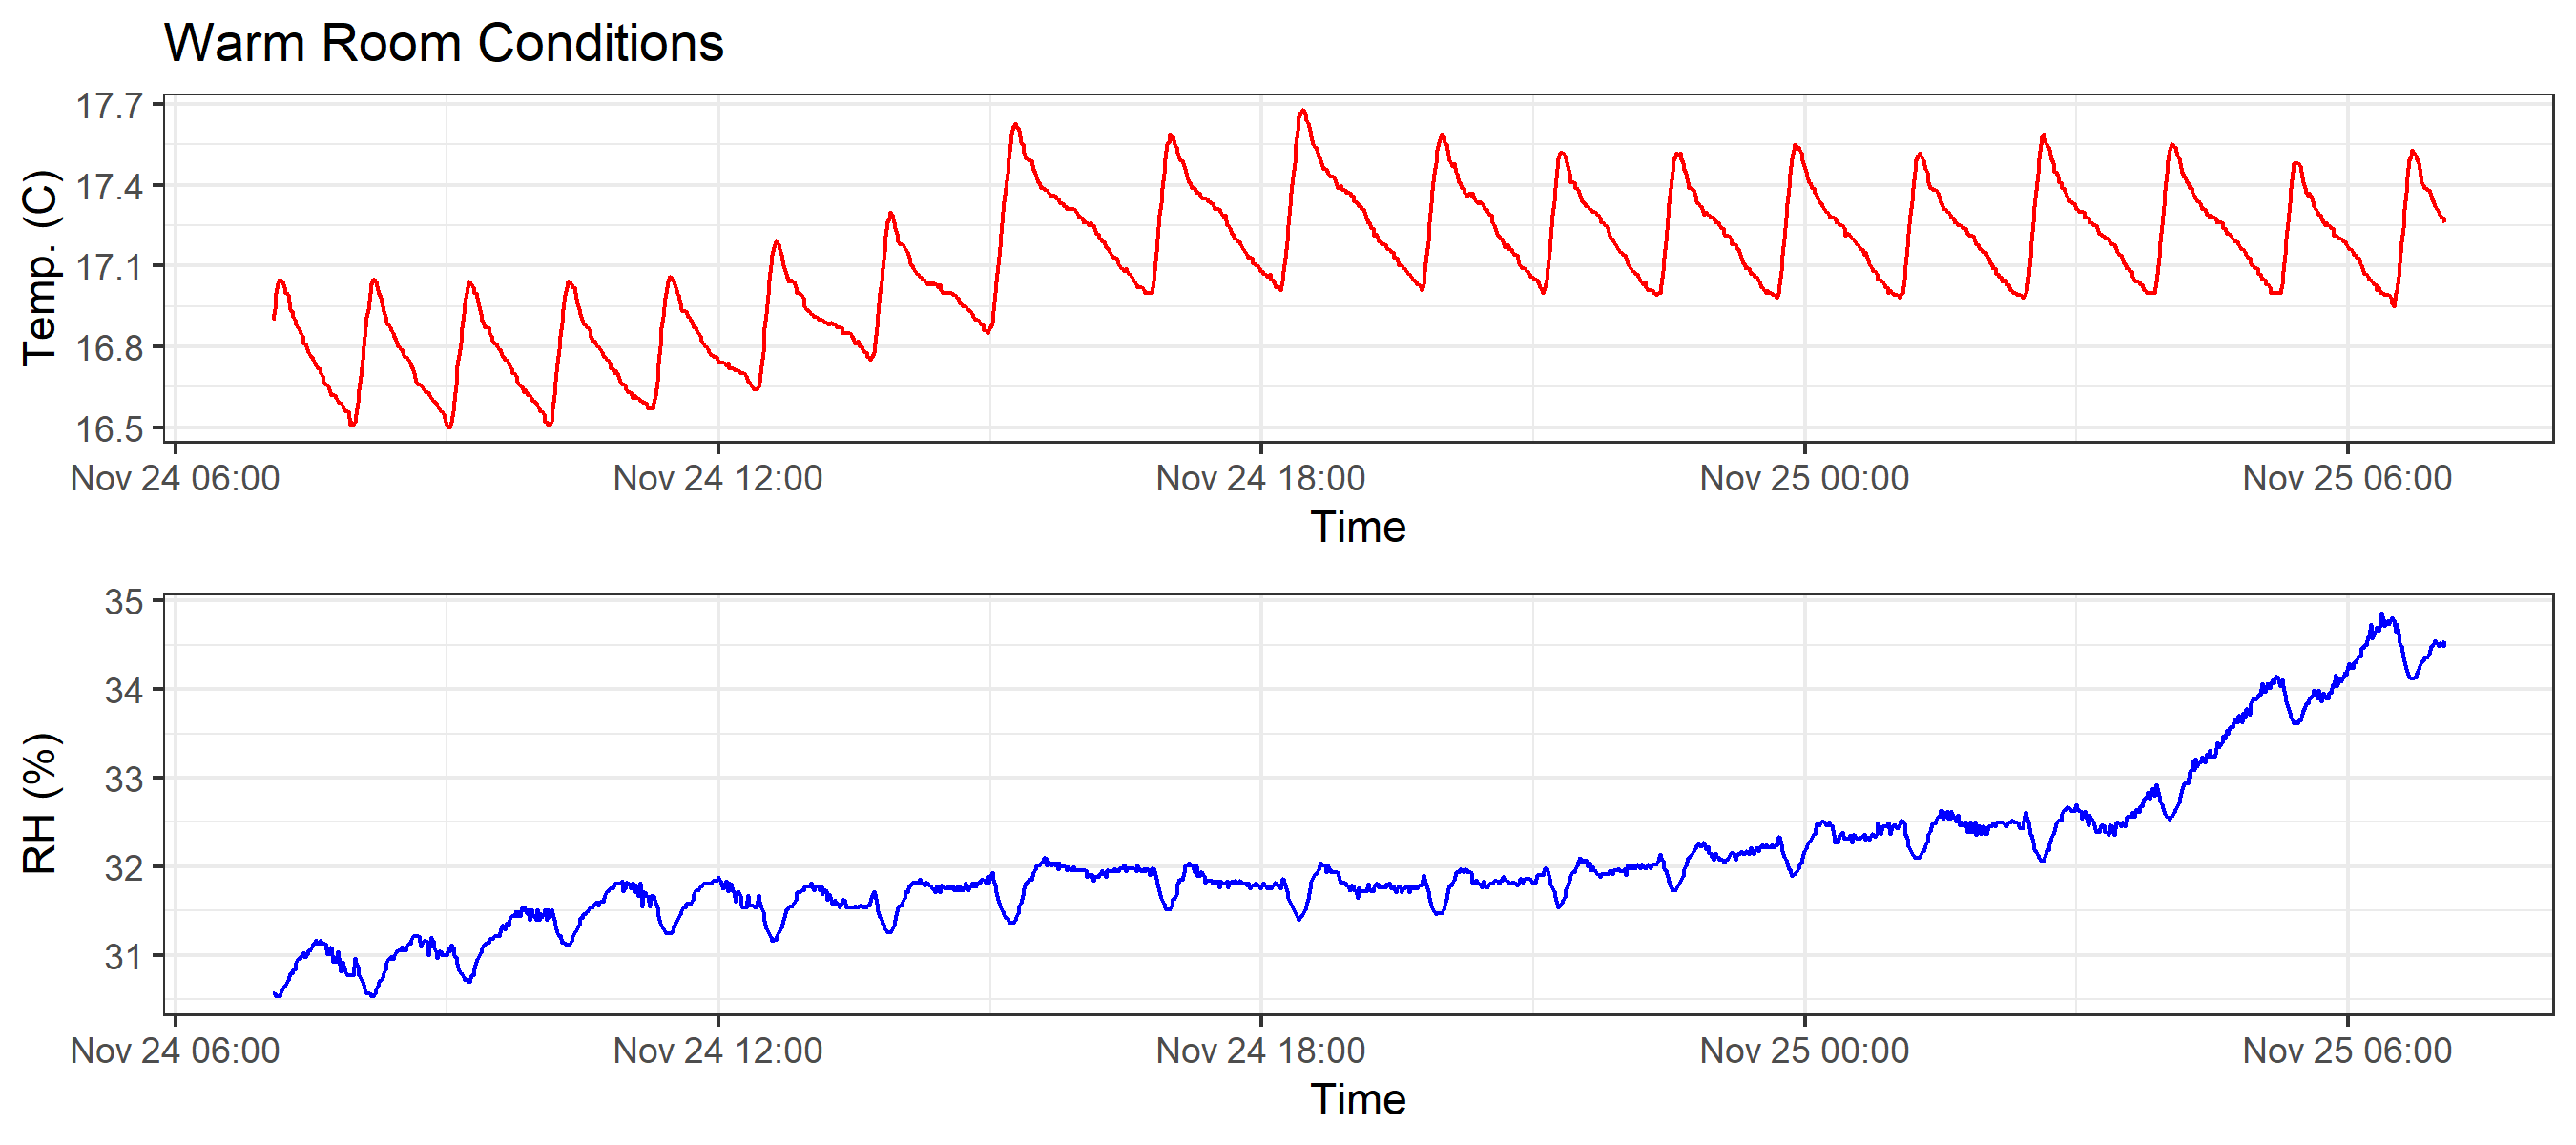 Warm Room Conditions
Temp. (C)
17.7
17.4
17.1
16.8
16.5
Nov 24 06:00 Nov 24 12:00 Nov 24 18:00 Nov 25 00:00 Nov 25 06:00
Time
RH (%)
35
34
33
32
31
Nov 24 06:00 Nov 24 12:00 Nov 24 18:00 Nov 25 00:00 Nov 25 06:00
Time